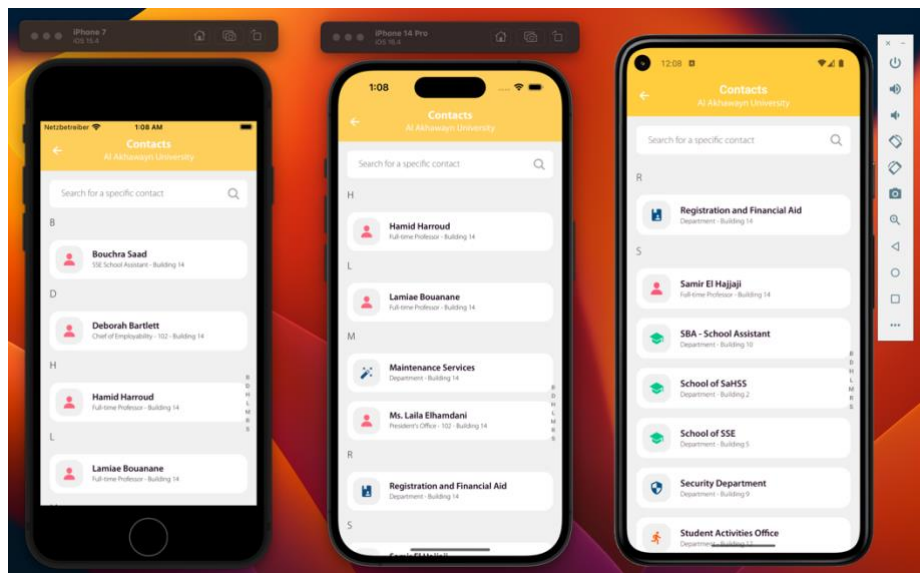 iPhone 7
iOS 15.4
Netzbetreiber
1:08 AM
Contacts
Al Akhawayn University
Search for a specific contact
B
Bouchra Saad
SSE School Assistant - Building 14
D
Deborah Bartlett
Chief of Employability - 102 - Building 14
H
Hamid Harroud
Full-time Professor - Building 14
L
Lamiae Bouanane
Full-time Professor - Building 14
B
D
H
L
M
R
S
iPhone 14 Pro
iOS 16.4
1:08
Contacts
Al Akhawayn University
Search for a specific contact
H
Hamid Harroud
Full-time Professor - Building 14
L
Lamiae Bouanane
Full-time Professor - Building 14
M
Maintenance Services
Department - Building 14
Ms. Laila Elhamdani
President's Office - 102 - Building 14
R
Registration and Financial Aid
Department - Building 14
S
B
D
H
L
M
R
S
12:08
Contacts
Al Akhawayn University
Search for a specific contact
R
Registration and Financial Aid
Department - Building 14
S
Samir El Hajjaji
Full-time Professor - Building 14
SBA - School Assistant
Department - Building 10
School of SaHSS
Department - Building 2
School of SSE
Department - Building 5
Security Department
Department - Building 9
Student Activities Office
Department - Building 12
B
D
H
L
M
R
S